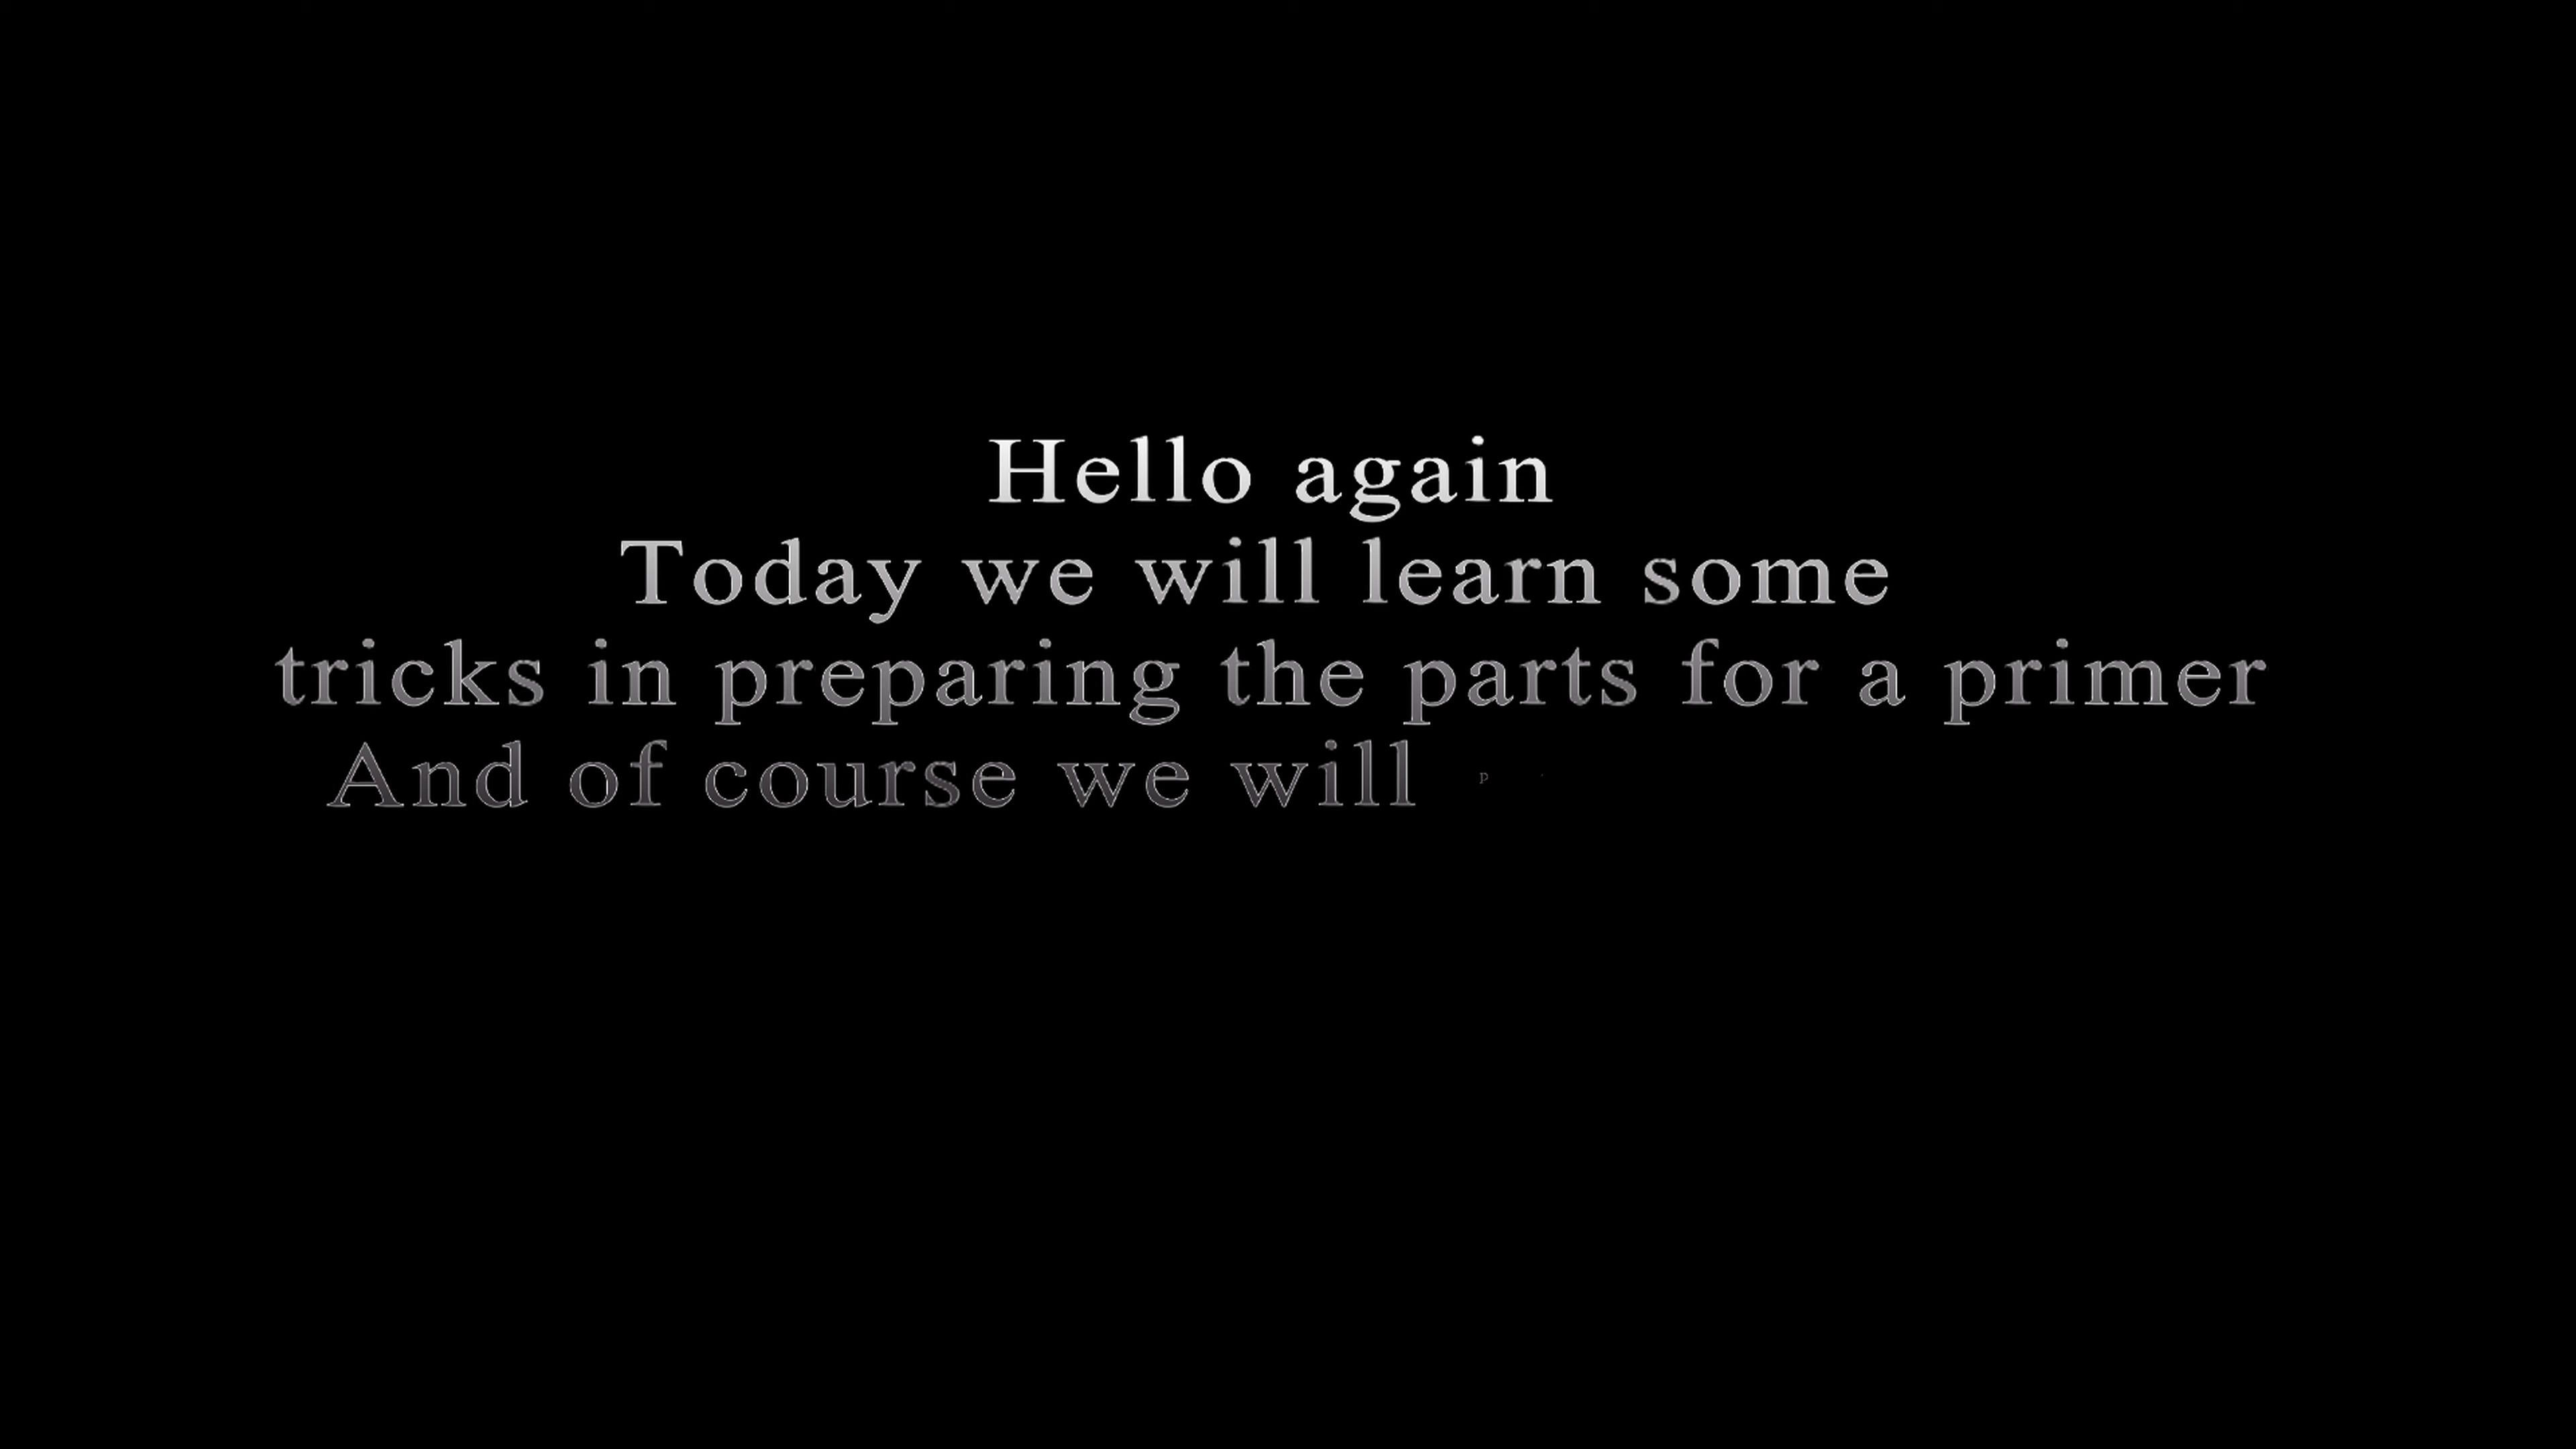 Hello again
Today we will learn some
tricks in preparing the parts for a primer
And of course we will p